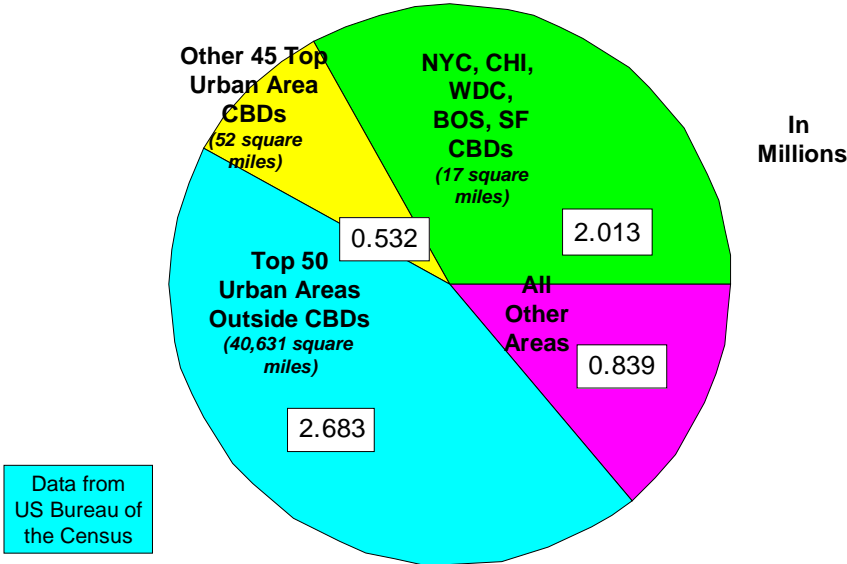 Other 45 Top
Urban Area
CBDs
(52 square
miles)
NYC, CHI,
WDC,
BOS, SF
CBDs
(17 square
miles)
In
Millions
0.532
2.013
Top 50
Urban Areas
Outside CBDs
(40,631 square
miles)
All
Other
Areas
0.839
2.683
Data from
US Bureau of
the Census